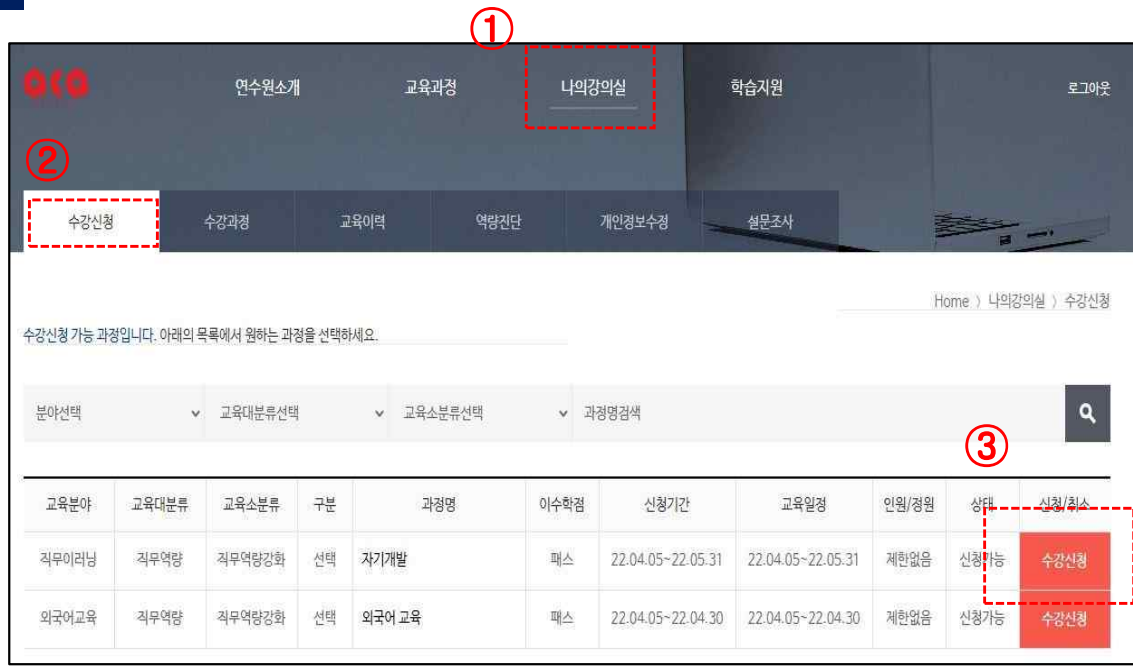 ①
aca
연수원소개 교육과정 나의강의실 학습지원 로그아웃
②
수강신청 수강과정 교육이력 역량진단 개인정보수정 설문조사
Home 〉 나의강의실 〉 수강신청
수강신청 가능 과정입니다. 아래의 목록에서 원하는 과정을 선택하세요.
분야선택 교육대분류선택 교육소분류선택 과정명검색
③
교육분야 교육대분류 교육소분류 구분 과정명 이수학점 신청기간 교육일정 인원/정원 상태 신청/취소
직무이러닝 직무역량 직무역량강화 선택 자기개발 패스 22.04.05~22.05.31 22.04.05~22.05.31 제한없음 신청가능 수강신청
외국어교육 직무역량 직무역량강화 선택 외국어 교육 패스 22.04.05~22.04.30 22.04.05~22.04.30 제한없음 신청가능 수강신청